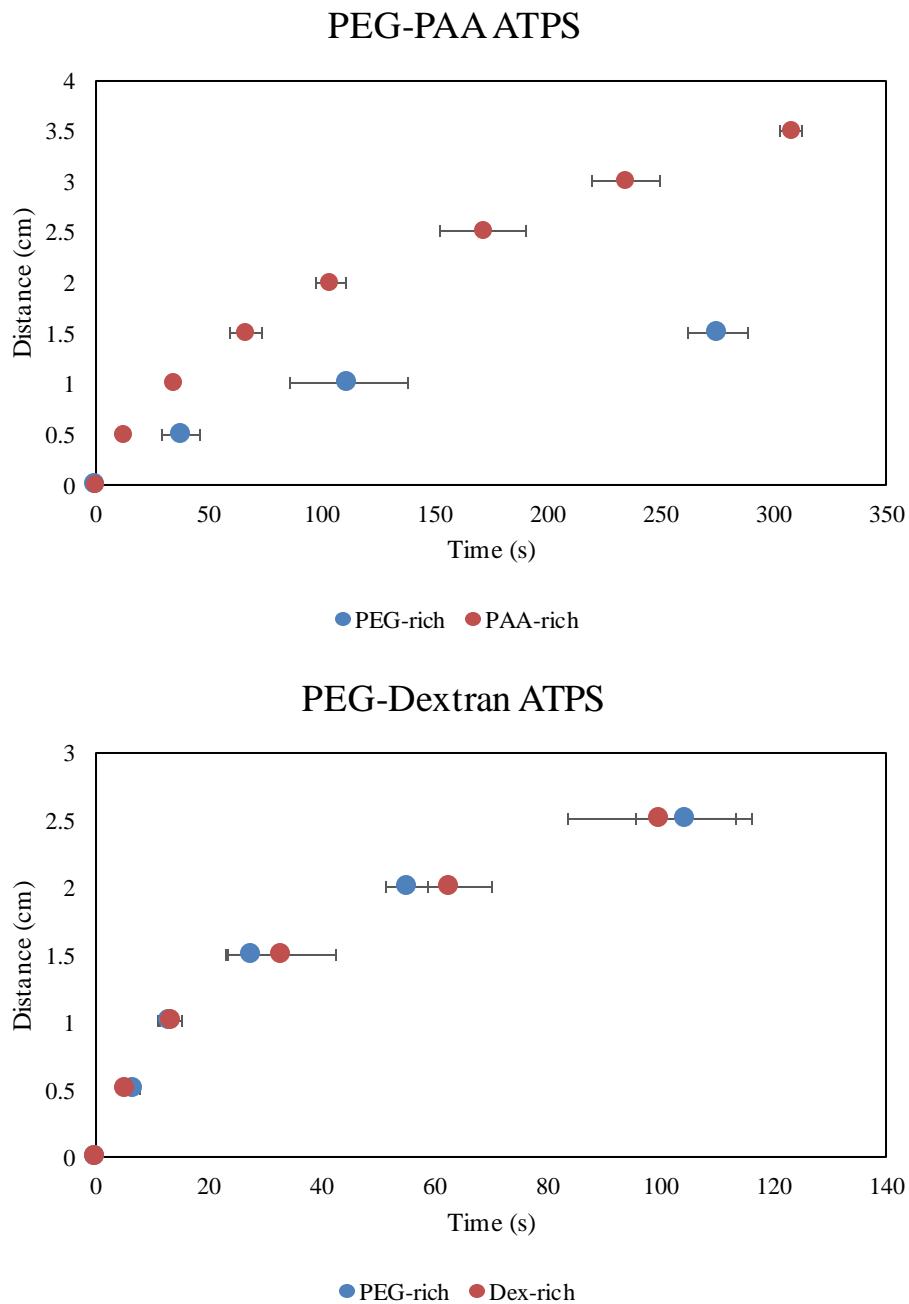 PEG-PAA ATPS
4
3.5
3
2.5
2
1.5
1
0.5
0
Distance (cm)
0 50 100 150 200 250 300 350
Time (s)
PEG-rich PAA-rich
PEG-Dextran ATPS
3
2.5
2
1.5
1
0.5
0
Distance (cm)
0 20 40 60 80 100 120 140
Time (s)
PEG-rich Dex-rich